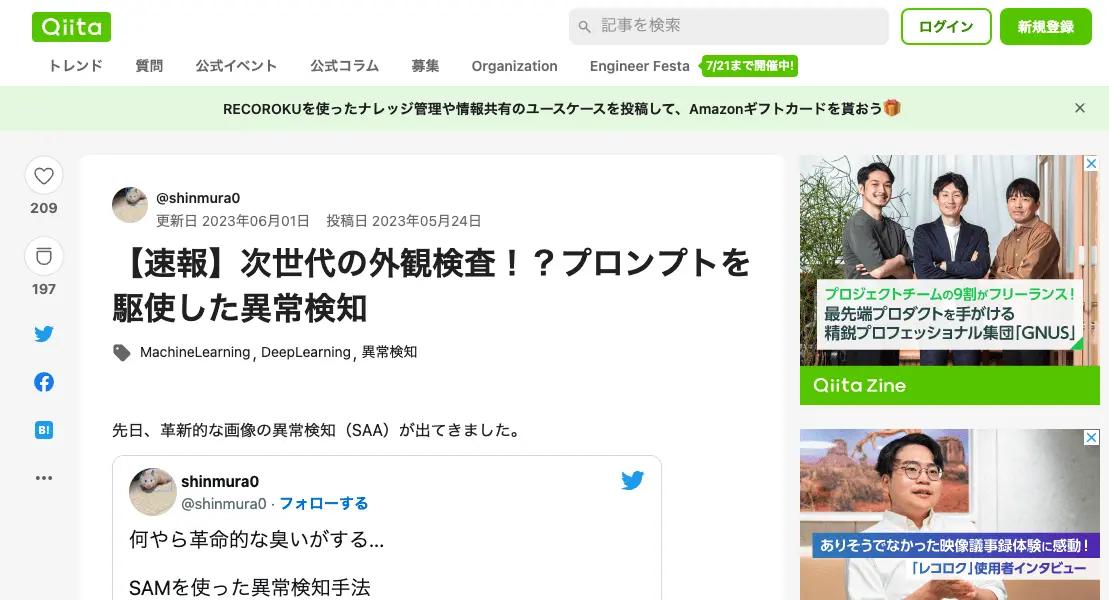 Qiita
記事を検索
ログイン
新規登録
トレンド
質問
公式イベント
公式コラム
募集
Organization
Engineer Festa
7/21まで開催中!
RECOROKUを使ったナレッジ管理や情報共有のユースケースを投稿して、Amazonギフトカードを貰おう🎁
209
197
B!
@shinmura0
更新日 2023年06月01日 投稿日 2023年05月24日
【速報】次世代の外観検査！？プロンプトを
駆使した異常検知
MachineLearning, DeepLearning, 異常検知
先日、革新的な画像の異常検知（SAA）が出てきました。
shinmura0
@shinmura0 · フォローする
何やら革命的な臭いがする...
SAMを使った異常検知手法
プロジェクトチームの9割がフリーランス！
最先端プロダクトを手がける
精鋭プロフェッショナル集団「GNUS」
Qiita Zine
ありそうでなかった映像議事録体験に感動！
「レコロク」使用者インタビュー